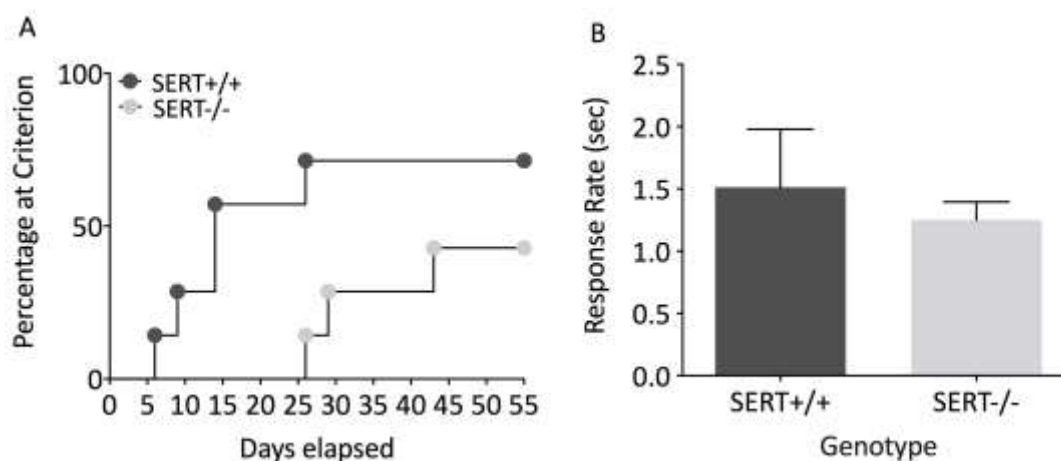 A
Percentage at Criterion
100
50
0
SERT+/+
SERT-/-
0 5 10 15 20 25 30 35 40 45 50 55
Days elapsed
B
Response Rate (sec)
2.5
2.0
1.5
1.0
0.5
0.0
SERT+/+ SERT-/-
Genotype